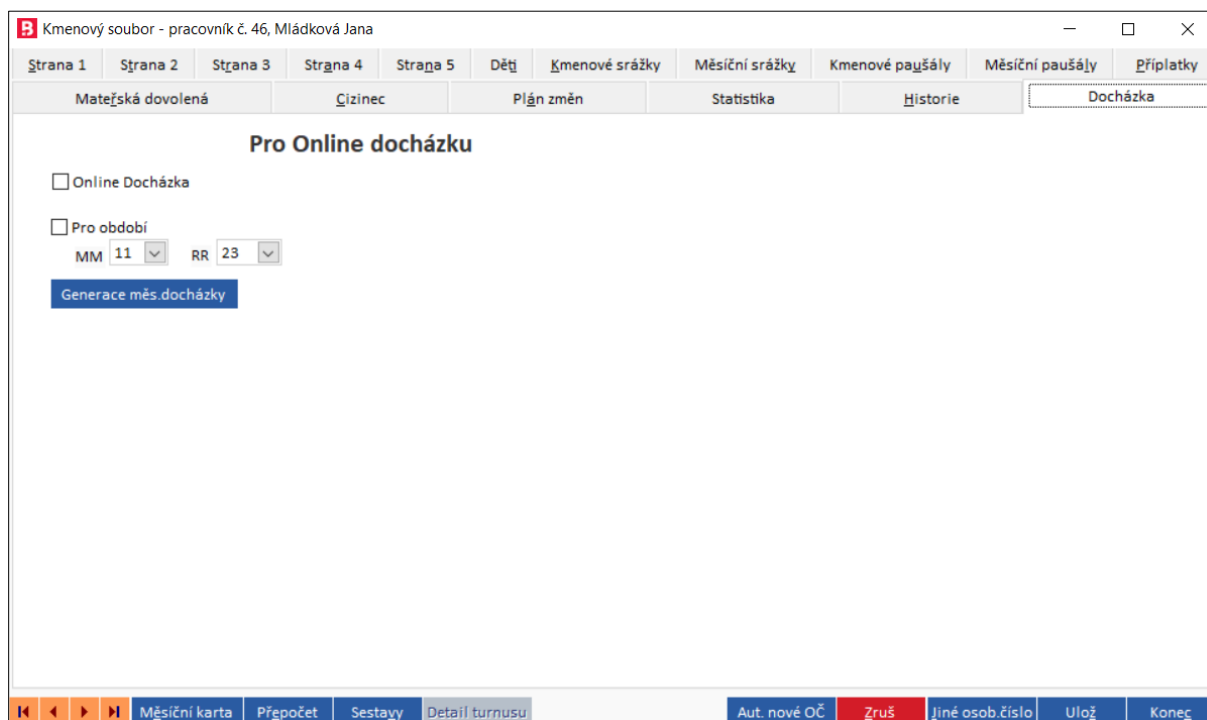 B Kmenový soubor - pracovník č. 46, Mládková Jana
Strana 1 Strana 2 Strana 3 Strana 4 Strana 5 Děti Kmenové srážky Měsíční srážky Kmenové paušály Měsíční paušály Příplatky
Mateřská dovolená Cizinec Plán změn Statistika Historie Docházka
Pro Online docházku
Online Docházka
Pro období
MM 11 RR 23
Generace měs.docházky
Měsíční karta Přepočet Sestavy Detail turnusu Aut. nové OČ Zruš Jiné osob.číslo Ulož Konec